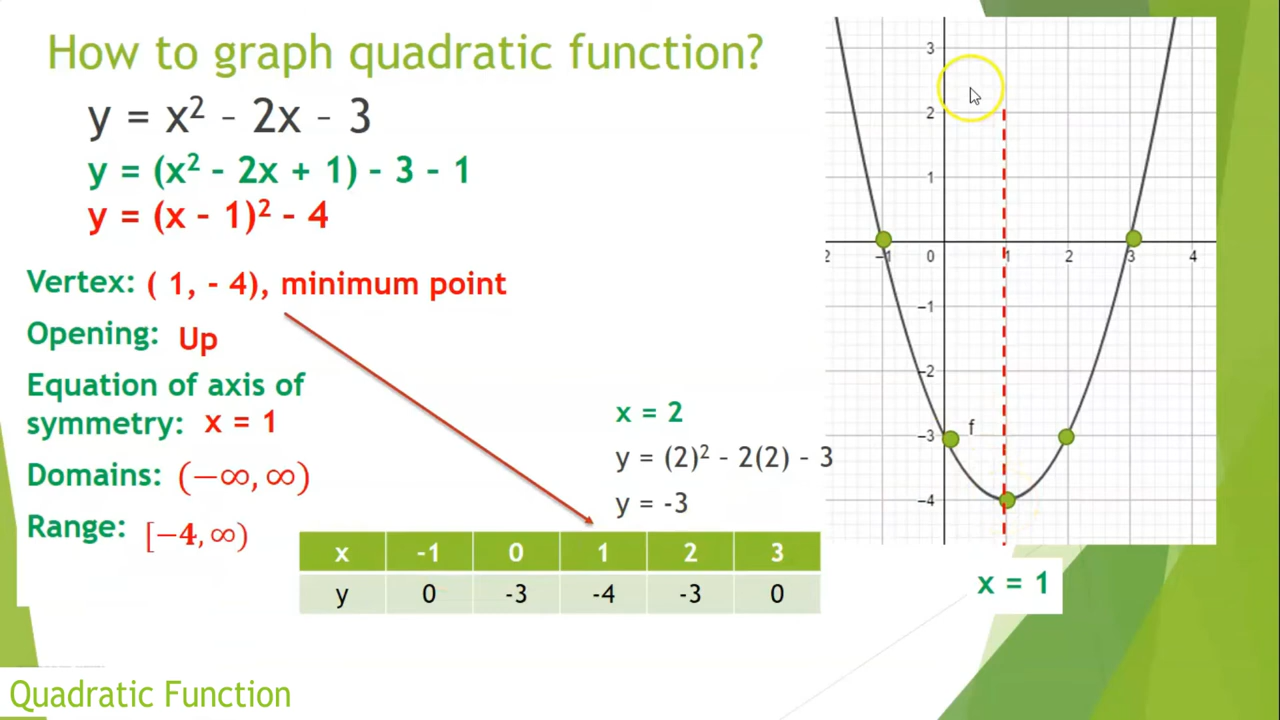 How to graph quadratic function?
y = x² - 2x - 3
y = (x² - 2x + 1) - 3 - 1
y = (x - 1)² - 4
Vertex: ( 1, - 4), minimum point
Opening: Up
Equation of axis of
symmetry: x = 1
Domains: (−∞, ∞)
Range: [−4, ∞)
x = 2
y = (2)² - 2(2) - 3
y = -3
x -1 0 1 2 3
y 0 -3 -4 -3 0
3
2
1
2 −1 0 1 2 3 4
−1
−2
−3
f
−4
x = 1
Quadratic Function